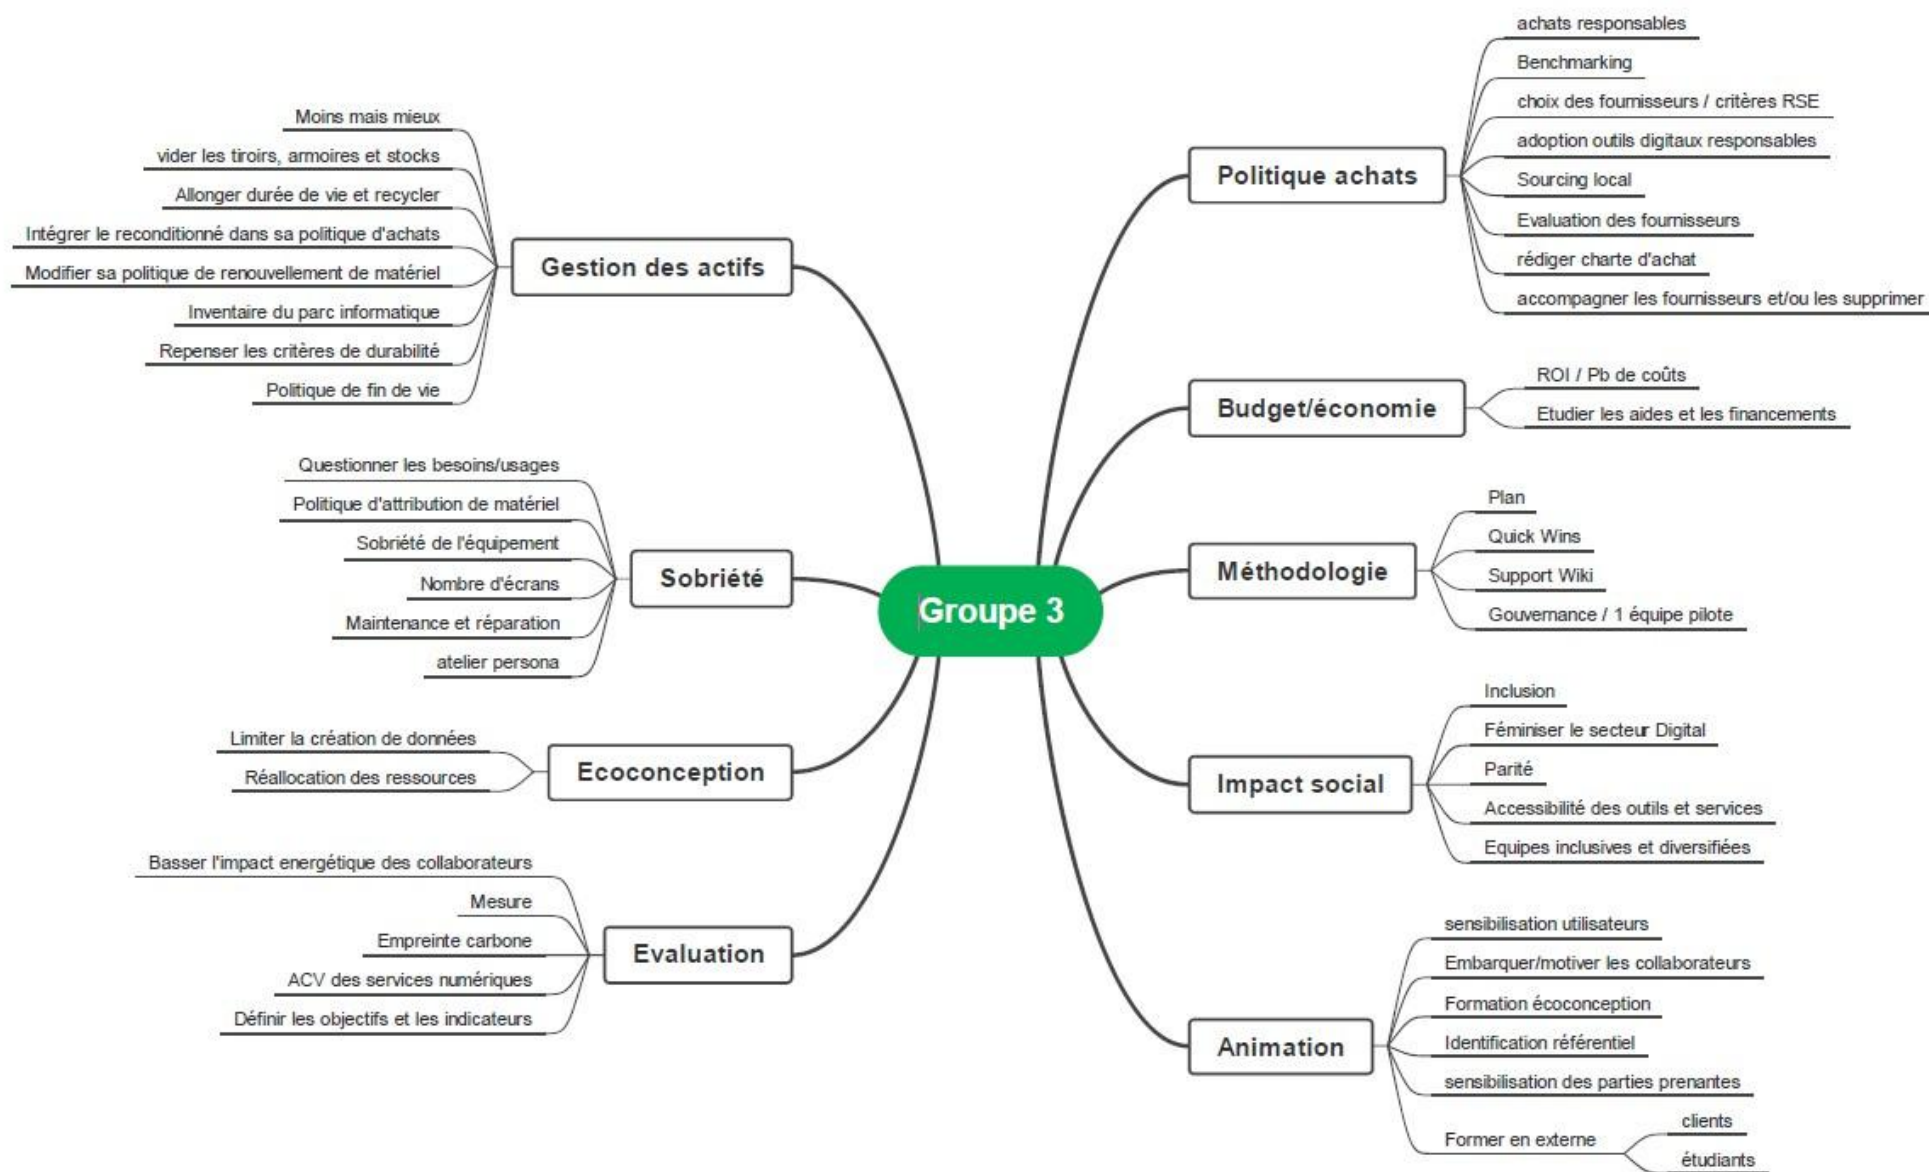 Groupe 3
Gestion des actifs
Moins mais mieux
vider les tiroirs, armoires et stocks
Allonger durée de vie et recycler
Intégrer le reconditionné dans sa politique d'achats
Modifier sa politique de renouvellement de matériel
Inventaire du parc informatique
Repenser les critères de durabilité
Politique de fin de vie
Sobriété
Questionner les besoins/usages
Politique d'attribution de matériel
Sobriété de l'équipement
Nombre d'écrans
Maintenance et réparation
atelier persona
Ecoconception
Limiter la création de données
Réallocation des ressources
Evaluation
Basser l'impact energétique des collaborateurs
Mesure
Empreinte carbone
ACV des services numériques
Définir les objectifs et les indicateurs
Politique achats
achats responsables
Benchmarking
choix des fournisseurs / critères RSE
adoption outils digitaux responsables
Sourcing local
Evaluation des fournisseurs
rédiger charte d'achat
accompagner les fournisseurs et/ou les supprimer
Budget/économie
ROI / Pb de coûts
Etudier les aides et les financements
Méthodologie
Plan
Quick Wins
Support Wiki
Gouvernance / 1 équipe pilote
Impact social
Inclusion
Féminiser le secteur Digital
Parité
Accessibilité des outils et services
Equipes inclusives et diversifiées
Animation
sensibilisation utilisateurs
Embarquer/motiver les collaborateurs
Formation écoconception
Identification référentiel
sensibilisation des parties prenantes
Former en externe
clients
étudiants